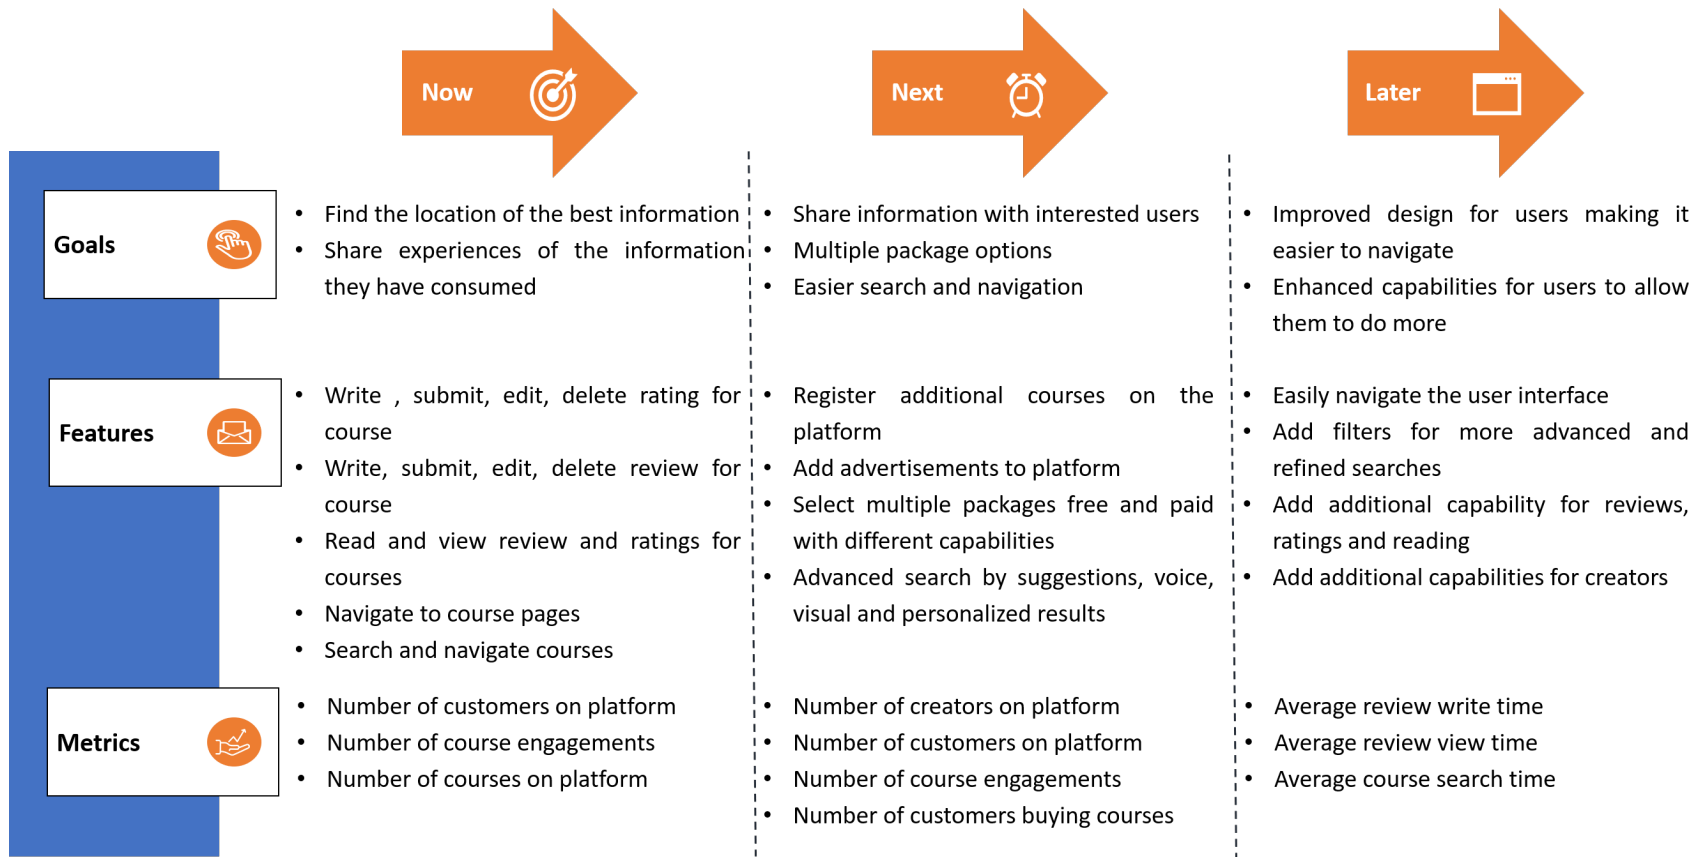 Now
Next
Later
Goals
• Find the location of the best information
• Share experiences of the information
they have consumed
• Share information with interested users
• Multiple package options
• Easier search and navigation
• Improved design for users making it
easier to navigate
• Enhanced capabilities for users to allow
them to do more
Features
• Write , submit, edit, delete rating for
course
• Write, submit, edit, delete review for
course
• Read and view review and ratings for
courses
• Navigate to course pages
• Search and navigate courses
• Register additional courses on the
platform
• Add advertisements to platform
• Select multiple packages free and paid
with different capabilities
• Advanced search by suggestions, voice,
visual and personalized results
• Easily navigate the user interface
• Add filters for more advanced and
refined searches
• Add additional capability for reviews,
ratings and reading
• Add additional capabilities for creators
Metrics
• Number of customers on platform
• Number of course engagements
• Number of courses on platform
• Number of creators on platform
• Number of customers on platform
• Number of course engagements
• Number of customers buying courses
• Average review write time
• Average review view time
• Average course search time